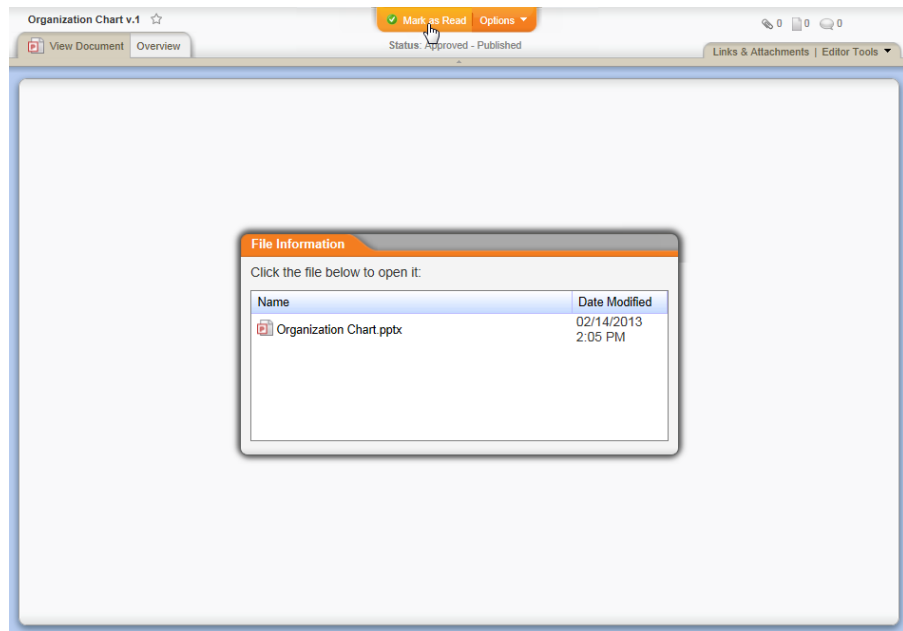 Organization Chart v.1
Mark as Read Options
0 0 0
View Document Overview
Status: Approved - Published
Links & Attachments | Editor Tools
File Information
Click the file below to open it:
Name Date Modified
Organization Chart.pptx 02/14/2013
2:05 PM